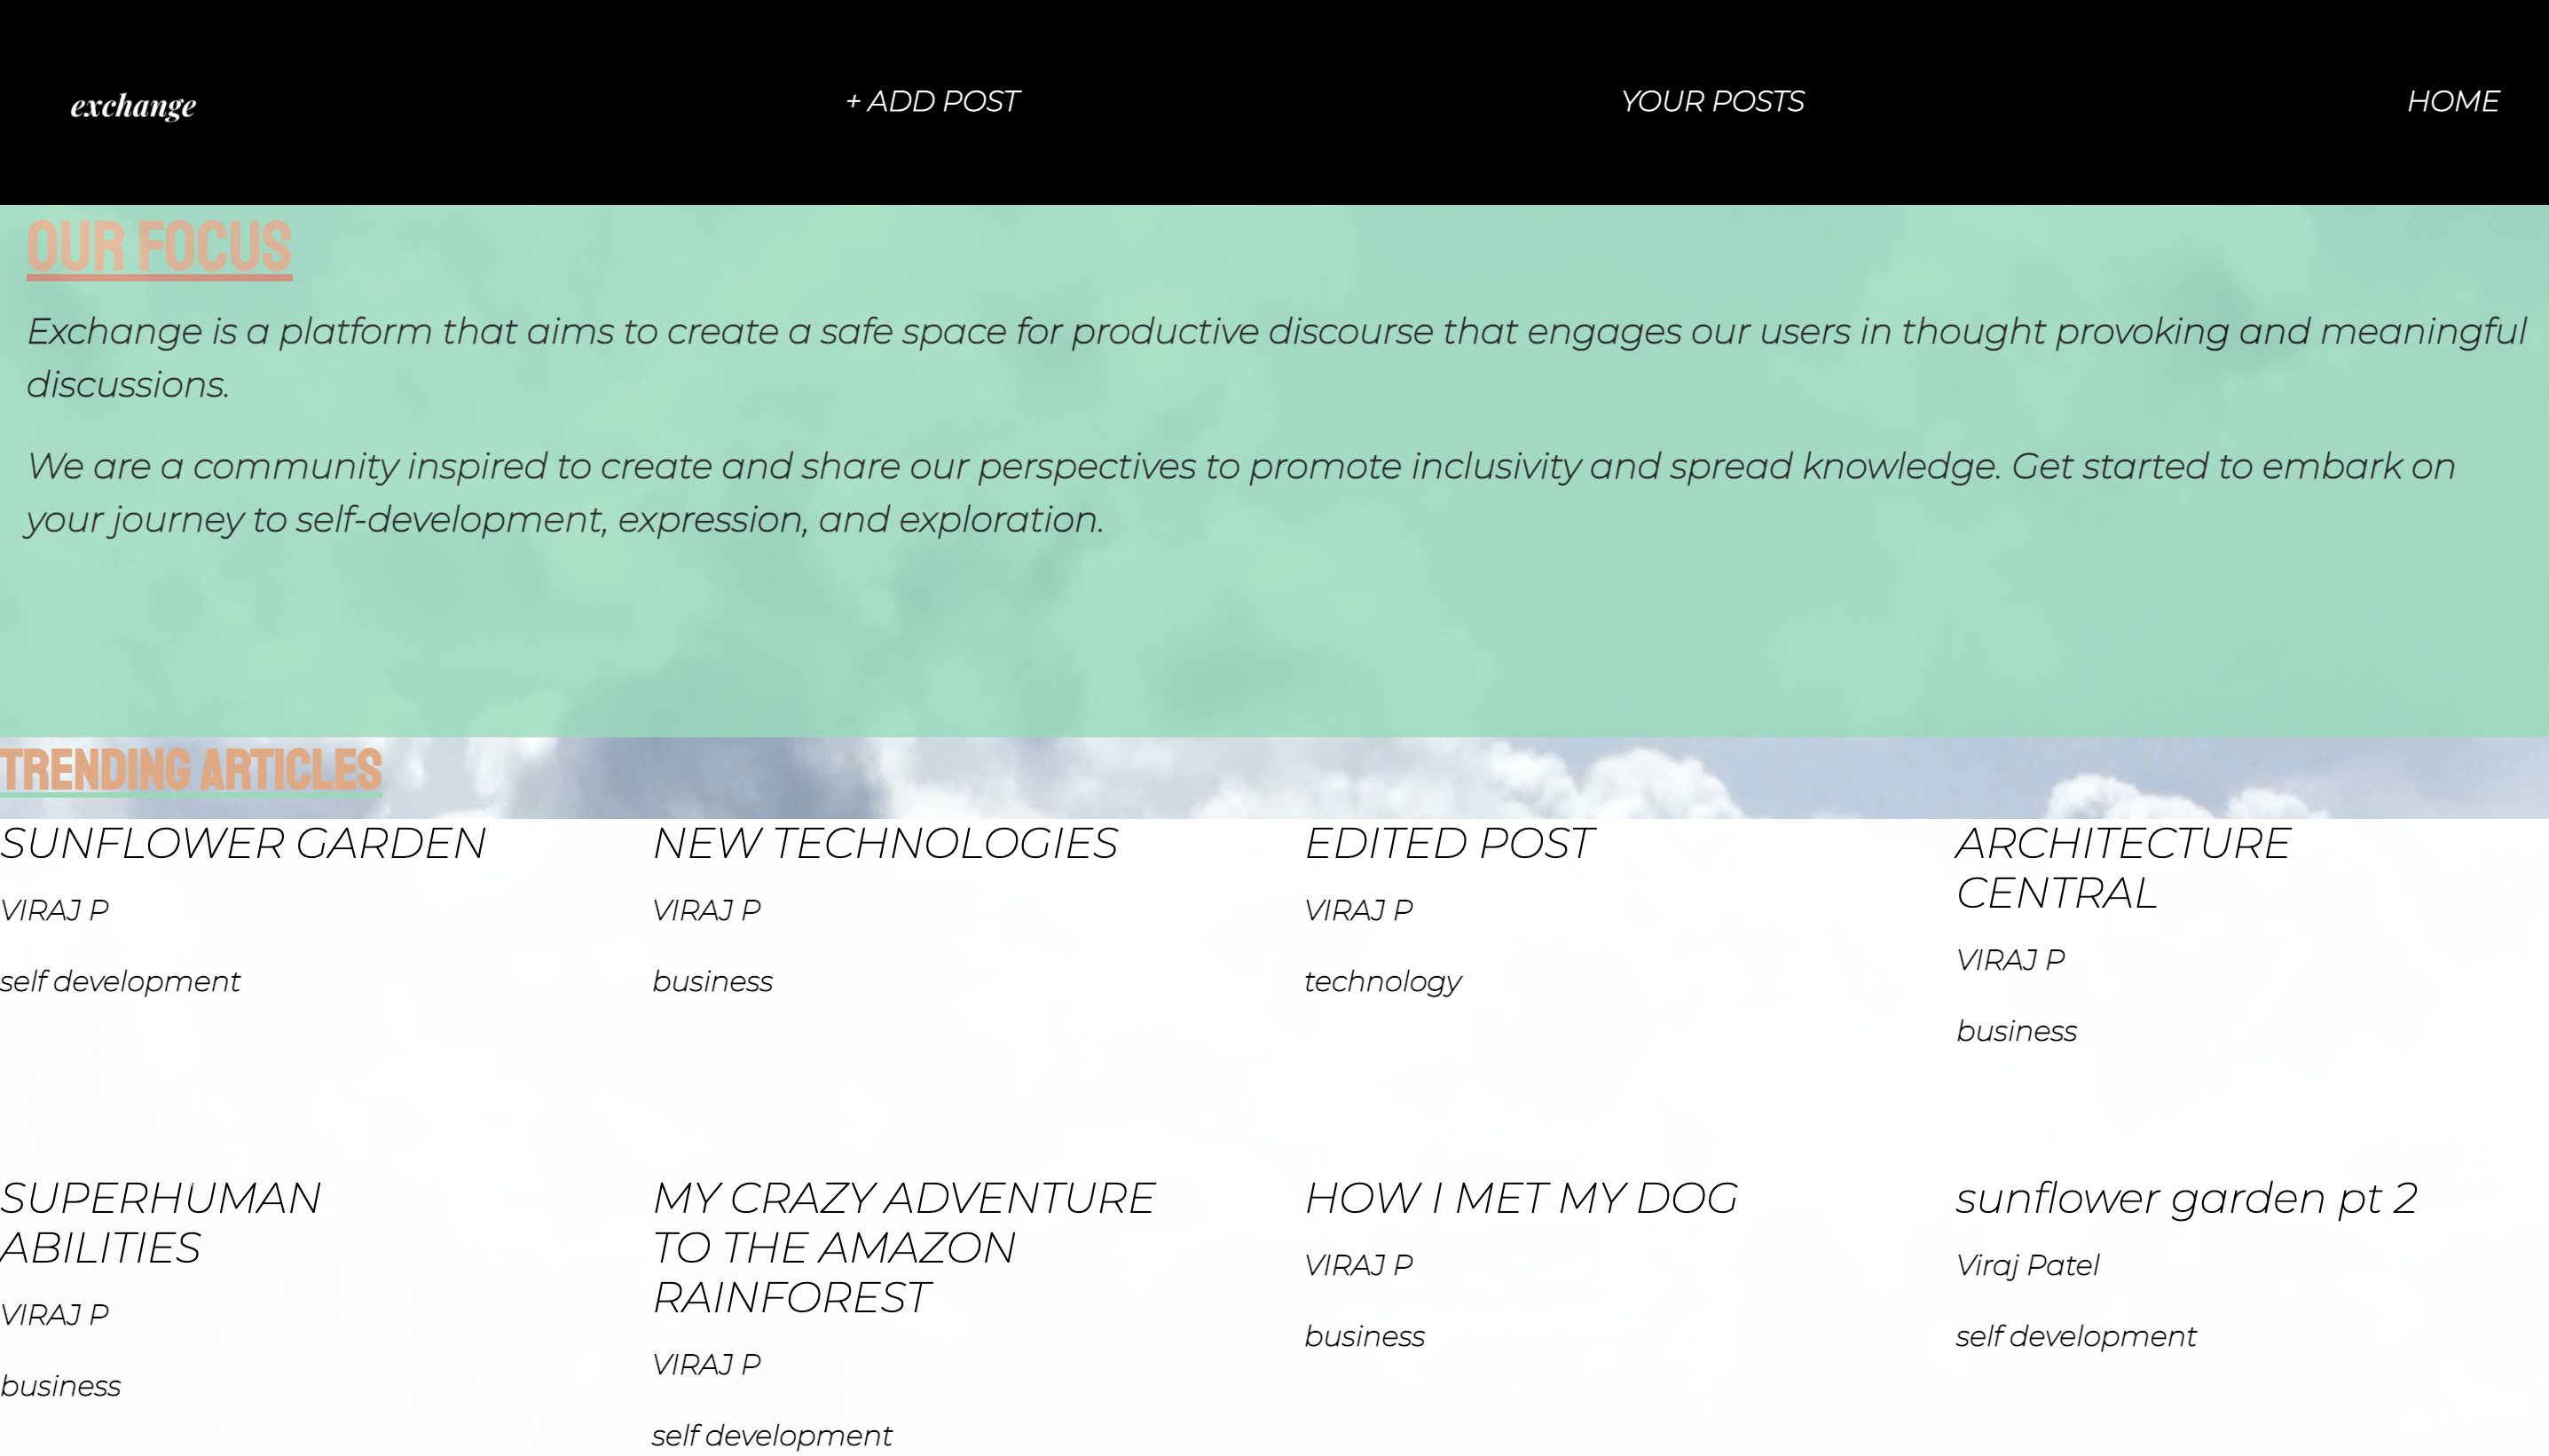 exchange
+ ADD POST
YOUR POSTS
HOME
OUR FOCUS
Exchange is a platform that aims to create a safe space for productive discourse that engages our users in thought provoking and meaningful
discussions.
We are a community inspired to create and share our perspectives to promote inclusivity and spread knowledge. Get started to embark on
your journey to self-development, expression, and exploration.
TRENDING ARTICLES
SUNFLOWER GARDEN
VIRAJ P
self development
NEW TECHNOLOGIES
VIRAJ P
business
EDITED POST
VIRAJ P
technology
ARCHITECTURE
CENTRAL
VIRAJ P
business
SUPERHUMAN
ABILITIES
VIRAJ P
business
MY CRAZY ADVENTURE
TO THE AMAZON
RAINFOREST
VIRAJ P
self development
HOW I MET MY DOG
VIRAJ P
business
sunflower garden pt 2
Viraj Patel
self development